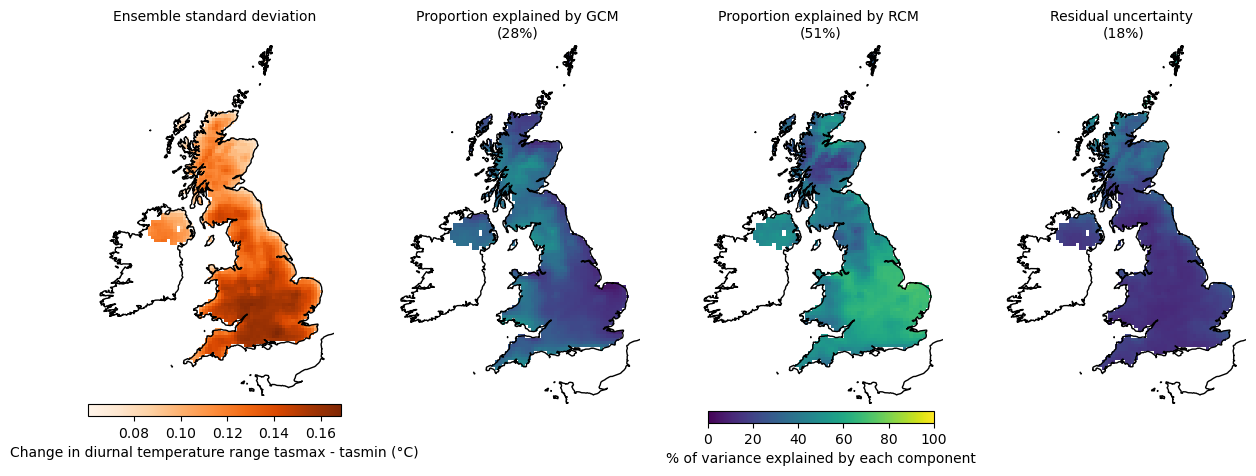 Ensemble standard deviation
Proportion explained by GCM
(28%)
Proportion explained by RCM
(51%)
Residual uncertainty
(18%)
0.08 0.10 0.12 0.14 0.16
Change in diurnal temperature range tasmax - tasmin (°C)
0 20 40 60 80 100
% of variance explained by each component